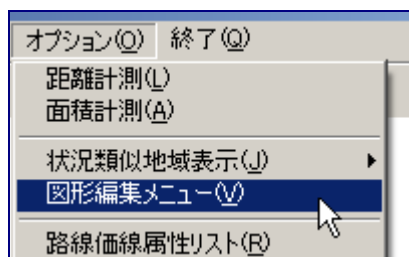 オプション(O) 終了(Q)
距離計測(L)
面積計測(A)
状況類似地域表示(J)
図形編集メニュー(V)
路線価線属性リスト(R)